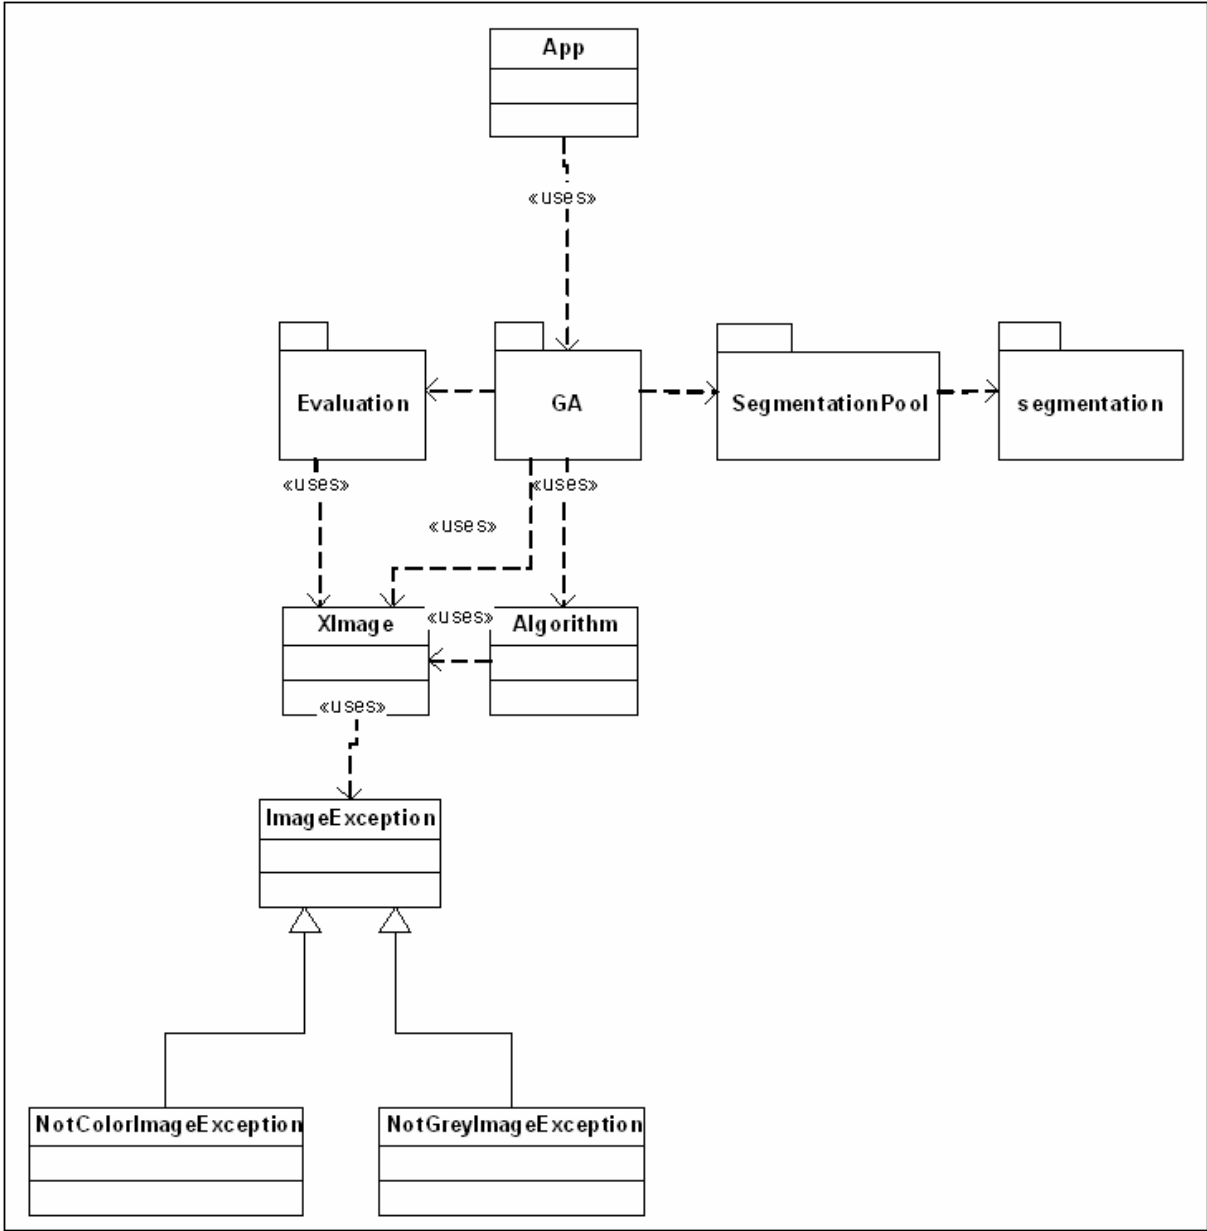 App
«uses»
Evaluation
GA
SegmentationPool
segmentation
«uses»
«uses»
«uses»
XImage
«uses»
Algorithm
«uses»
ImageException
NotColorImageException
NotGreyImageException